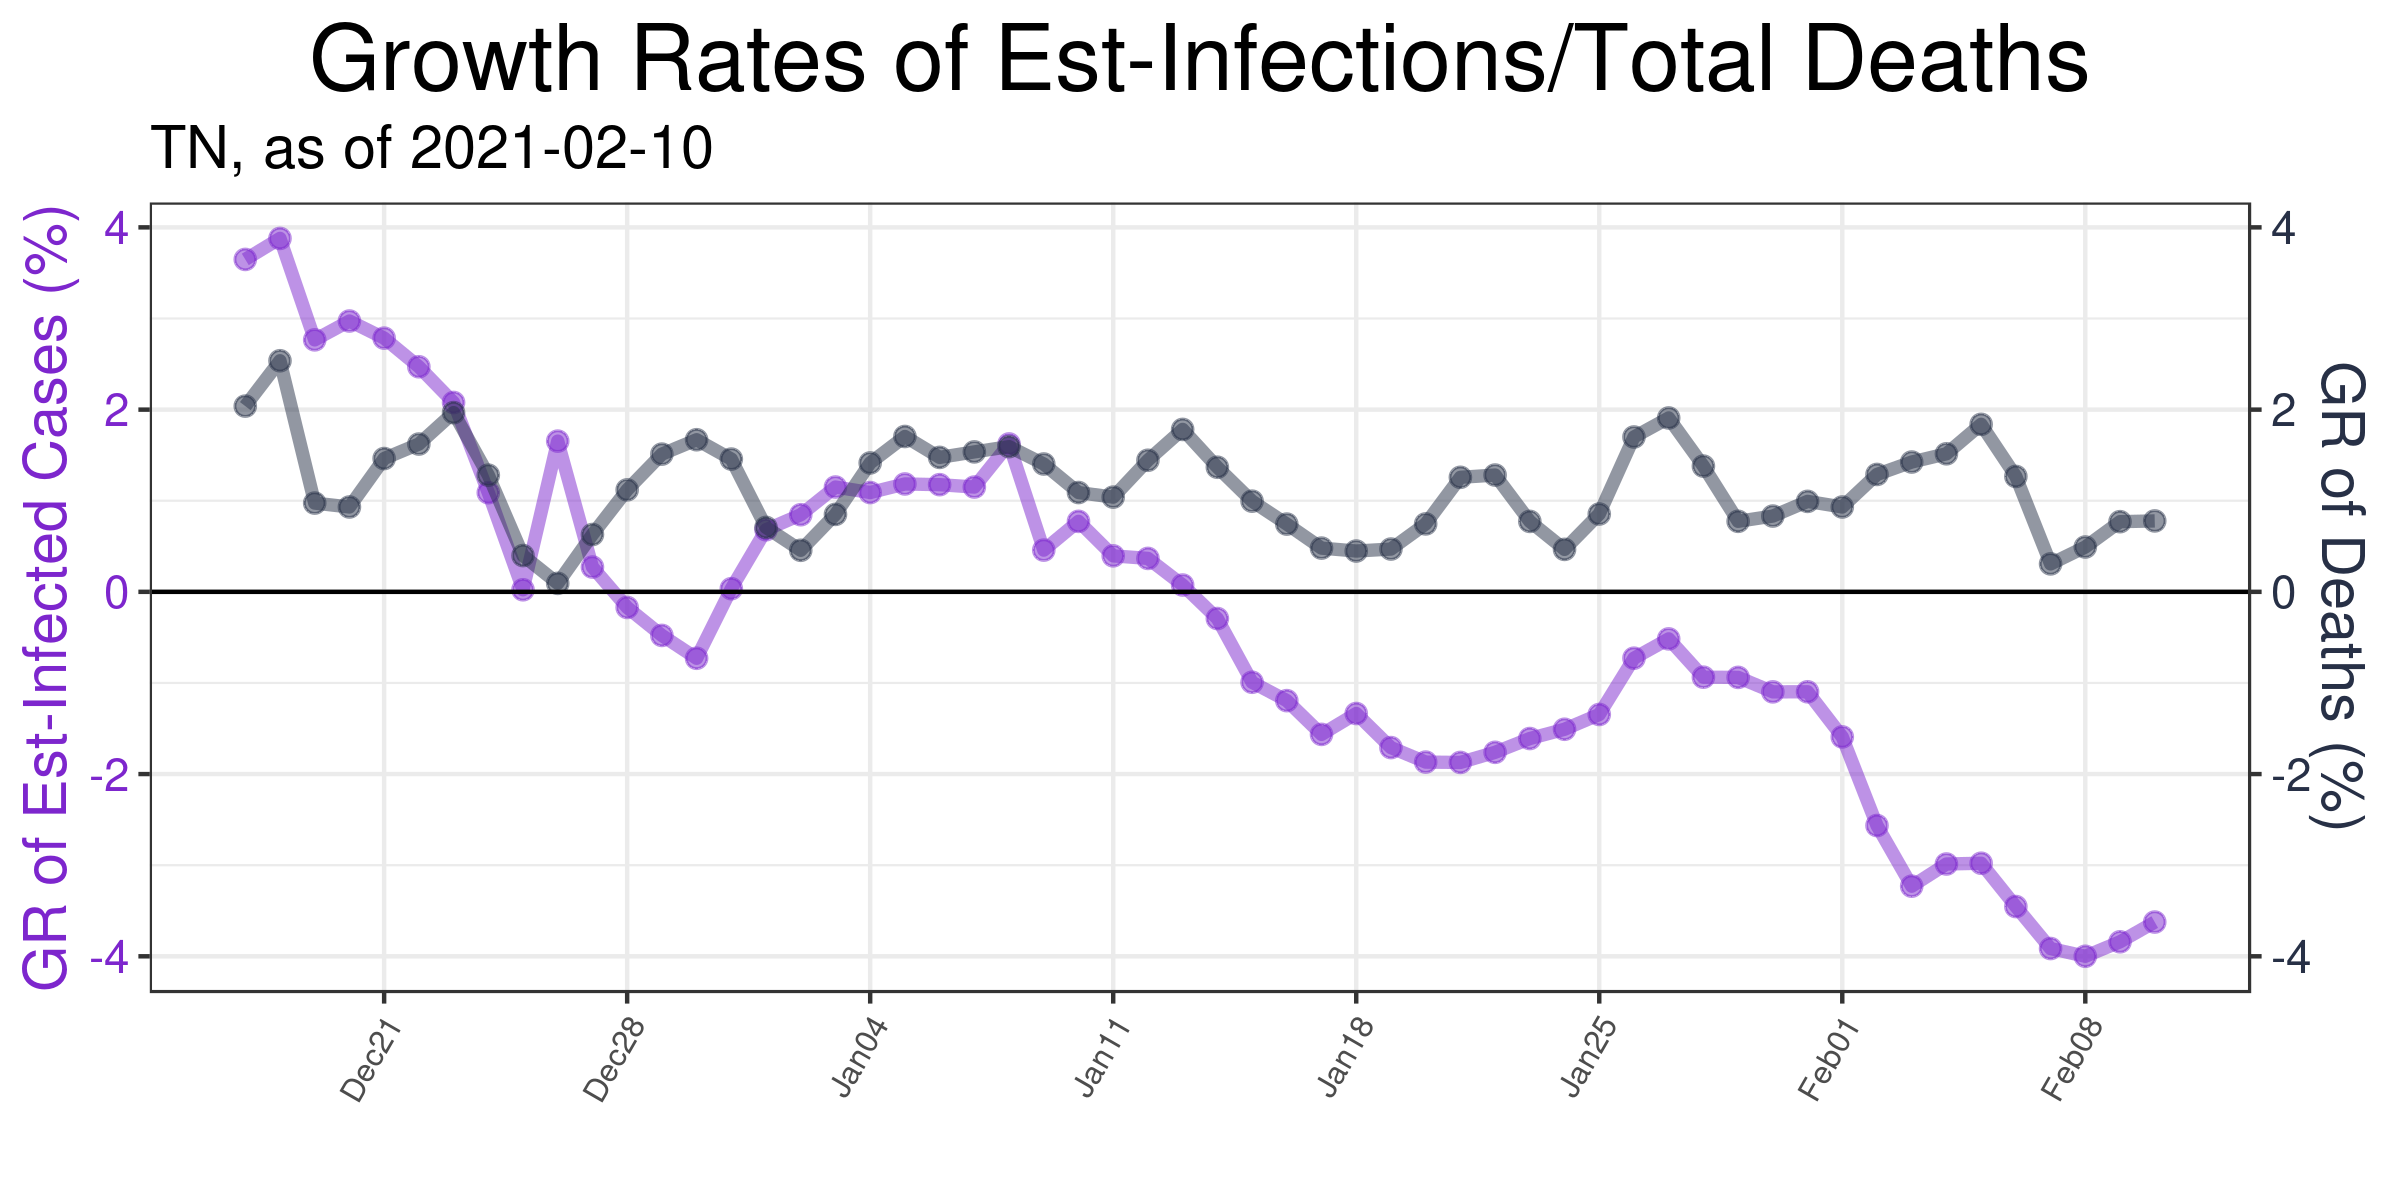 Growth Rates of Est-Infections/Total Deaths
TN, as of 2021-02-10
GR of Est-Infected Cases (%)
4
2
0
-2
-4
4
2
0
-2
-4
GR of Deaths (%)
Dec21
Dec28
Jan04
Jan11
Jan18
Jan25
Feb01
Feb08